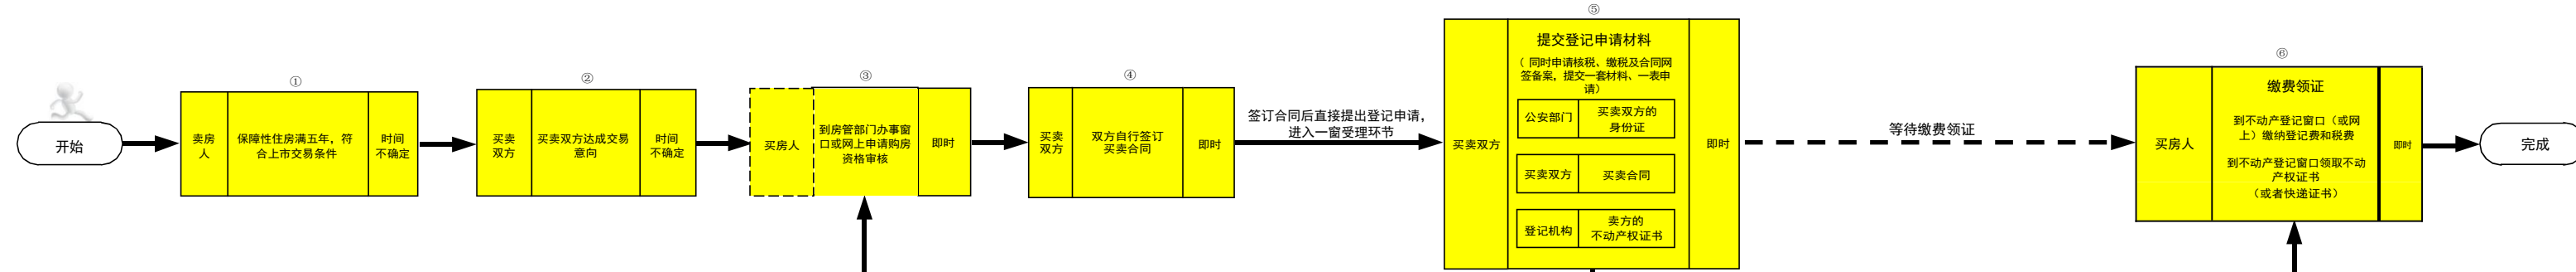 开始
①
卖房
人
保障性住房满五年，符
合上市交易条件
时间
不确定
②
买卖
双方
买卖双方达成交易
意向
时间
不确定
③
买房人
到房管部门办事窗
口或网上申请购房
资格审核
即时
④
买卖
双方
双方自行签订
买卖合同
即时
签订合同后直接提出登记申请，
进入一窗受理环节
⑤
买卖双方
提交登记申请材料
（ 同时申请核税、缴税及合同网
签备案，提交一套材料、一表申
请）
公安部门
买卖双方的
身份证
买卖双方
买卖合同
登记机构
卖方的
不动产权证书
即时
等待缴费领证
⑥
买房人
缴费领证
到不动产登记窗口（或网
上）缴纳登记费和税费
到不动产登记窗口领取不动
产权证书
（或者快递证书）
即时
完成